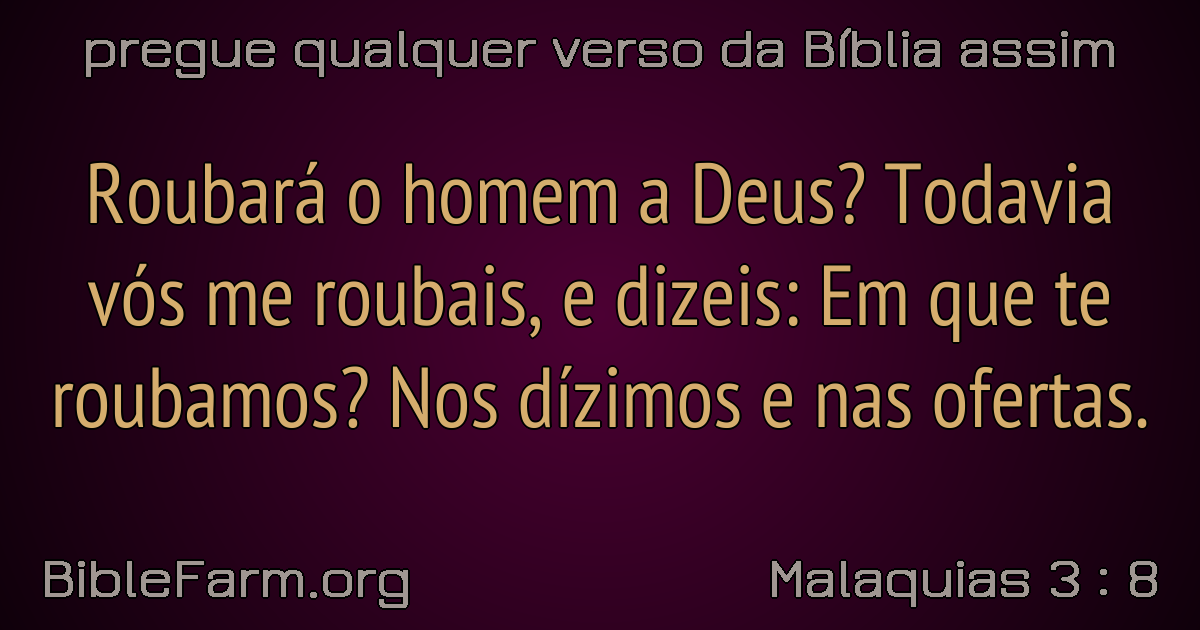 pregue qualquer verso da Bíblia assim
Roubará o homem a Deus? Todavia
vós me roubais, e dizeis: Em que te
roubamos? Nos dízimos e nas ofertas.
BibleFarm.org
Malaquias 3 : 8